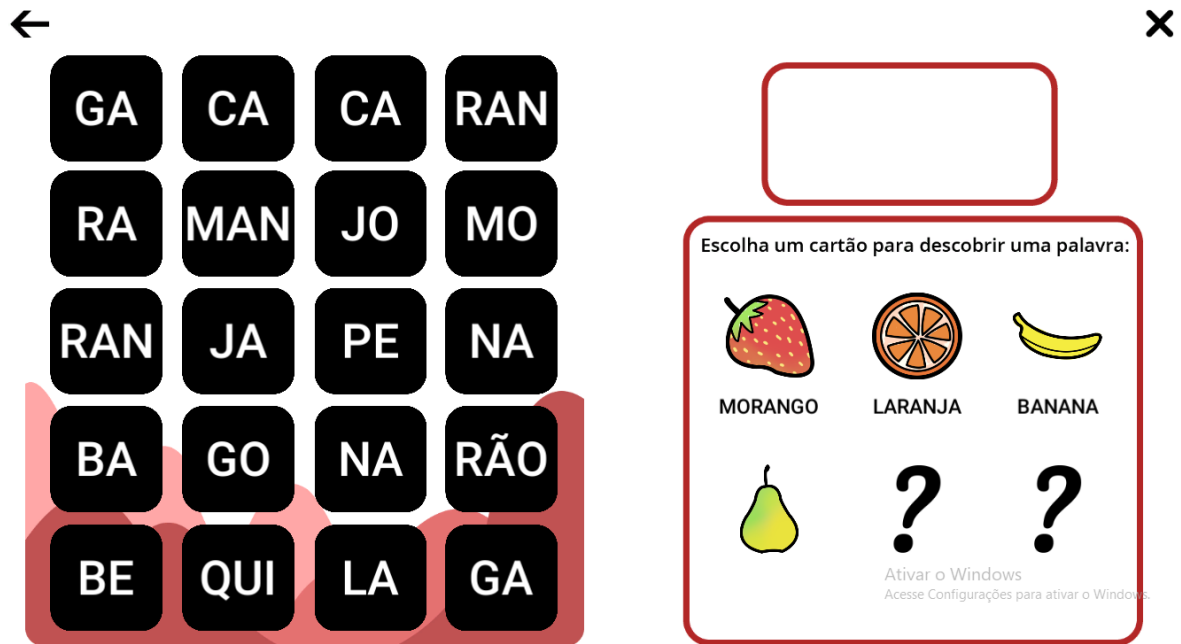 GA CA CA RAN
RA MAN JO MO
RAN JA PE NA
BA GO NA RÃO
BE QUI LA GA
Escolha um cartão para descobrir uma palavra:
MORANGO LARANJA BANANA
? ?
Ativar o Windows
Acesse Configurações para ativar o Windows.